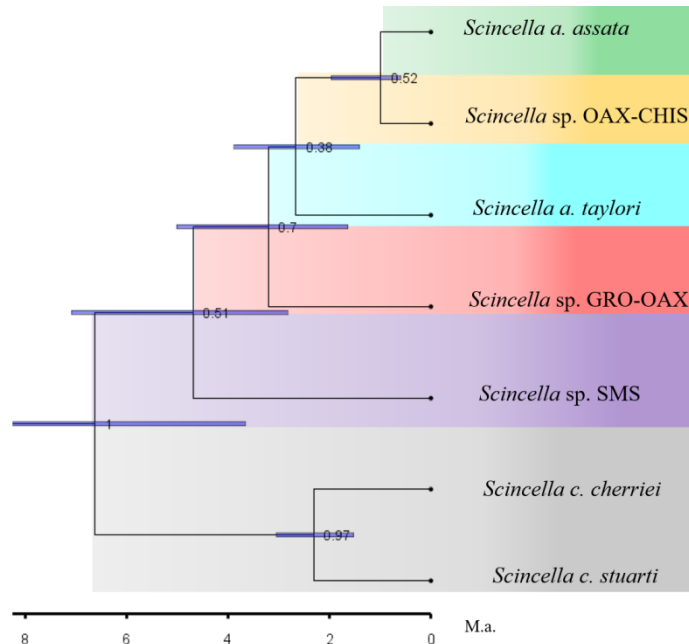 Scincella a. assata
0.52
Scincella sp. OAX-CHIS
0.38
Scincella a. taylori
0.7
Scincella sp. GRO-OAX
0.51
Scincella sp. SMS
1
Scincella c. cherriei
0.97
Scincella c. stuarti
8 6 4 2 0 M.a.